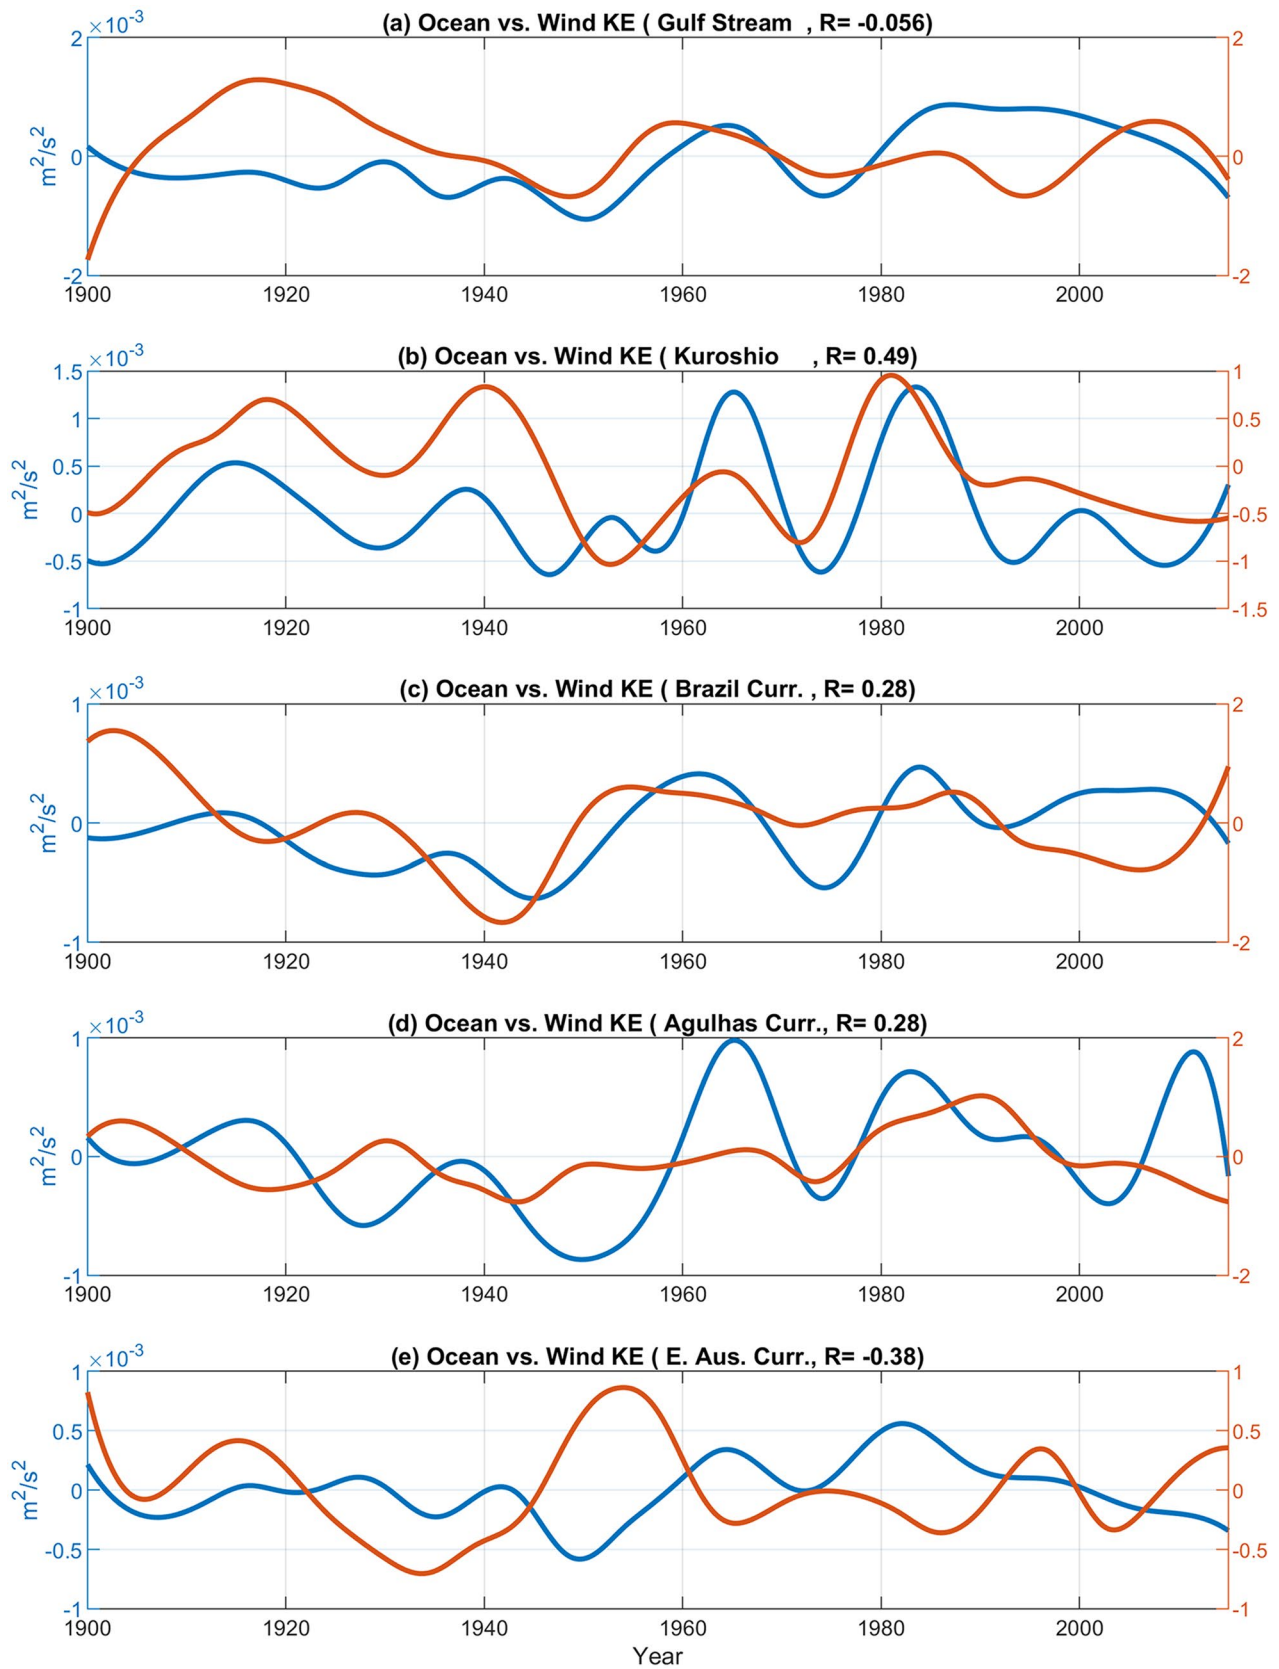 (a) Ocean vs. Wind KE ( Gulf Stream , R= -0.056)
×10⁻³
2 2
m²/s²
0 0
-2 -2
1900 1920 1940 1960 1980 2000
(b) Ocean vs. Wind KE ( Kuroshio , R= 0.49)
×10⁻³
1.5 1
1 0.5
0.5 0
m²/s²
0 -0.5
-0.5 -1
-1 -1.5
1900 1920 1940 1960 1980 2000
(c) Ocean vs. Wind KE ( Brazil Curr. , R= 0.28)
×10⁻³
1 2
m²/s²
0 0
-1 -2
1900 1920 1940 1960 1980 2000
(d) Ocean vs. Wind KE ( Agulhas Curr., R= 0.28)
×10⁻³
1 2
m²/s²
0 0
-1 -2
1900 1920 1940 1960 1980 2000
(e) Ocean vs. Wind KE ( E. Aus. Curr., R= -0.38)
×10⁻³
1 1
0.5 0.5
m²/s²
0 0
-0.5 -0.5
-1 -1
1900 1920 1940 1960 1980 2000
Year